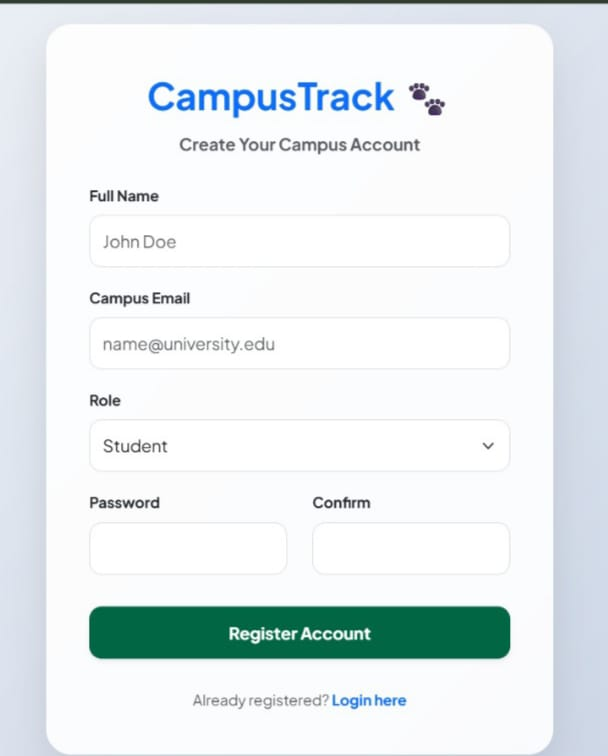 CampusTrack 🐾
Create Your Campus Account
Full Name
John Doe
Campus Email
name@university.edu
Role
Student
Password Confirm
Register Account
Already registered? Login here